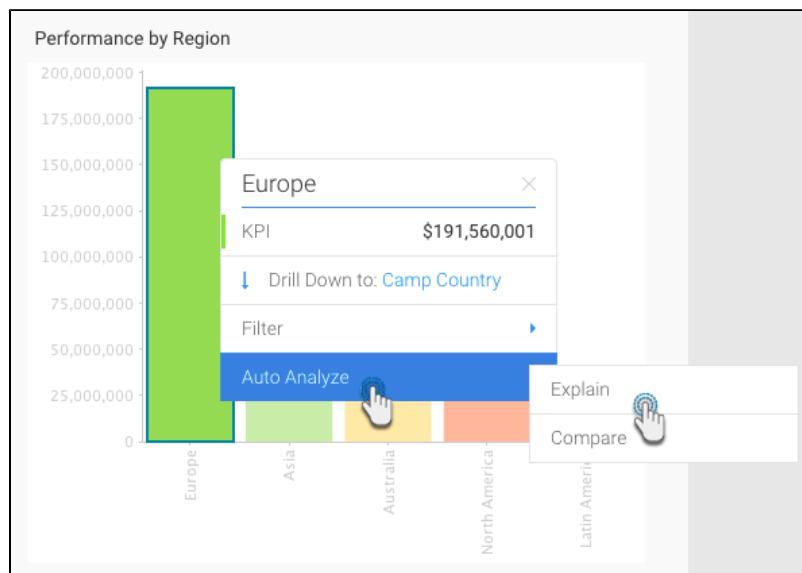 Performance by Region
200,000,000
175,000,000
150,000,000
125,000,000
100,000,000
75,000,000
50,000,000
25,000,000
0
Europe
KPI $191,560,001
Drill Down to: Camp Country
Filter
Auto Analyze
Explain
Compare
Europe
Asia
Australia
North America
Latin Ameri